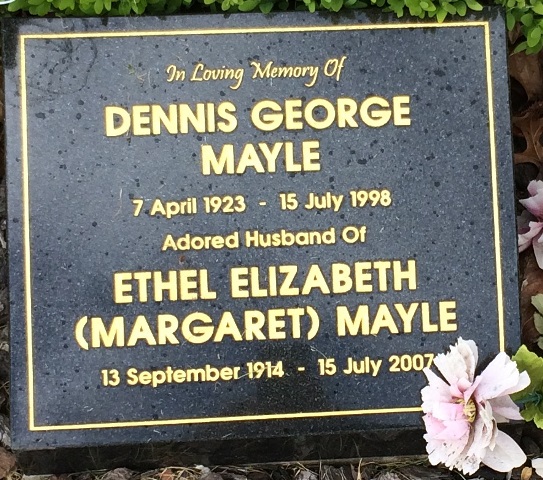 In Loving Memory Of
DENNIS GEORGE
MAYLE
7 April 1923 - 15 July 1998
Adored Husband Of
ETHEL ELIZABETH
(MARGARET) MAYLE
13 September 1914 - 15 July 2007